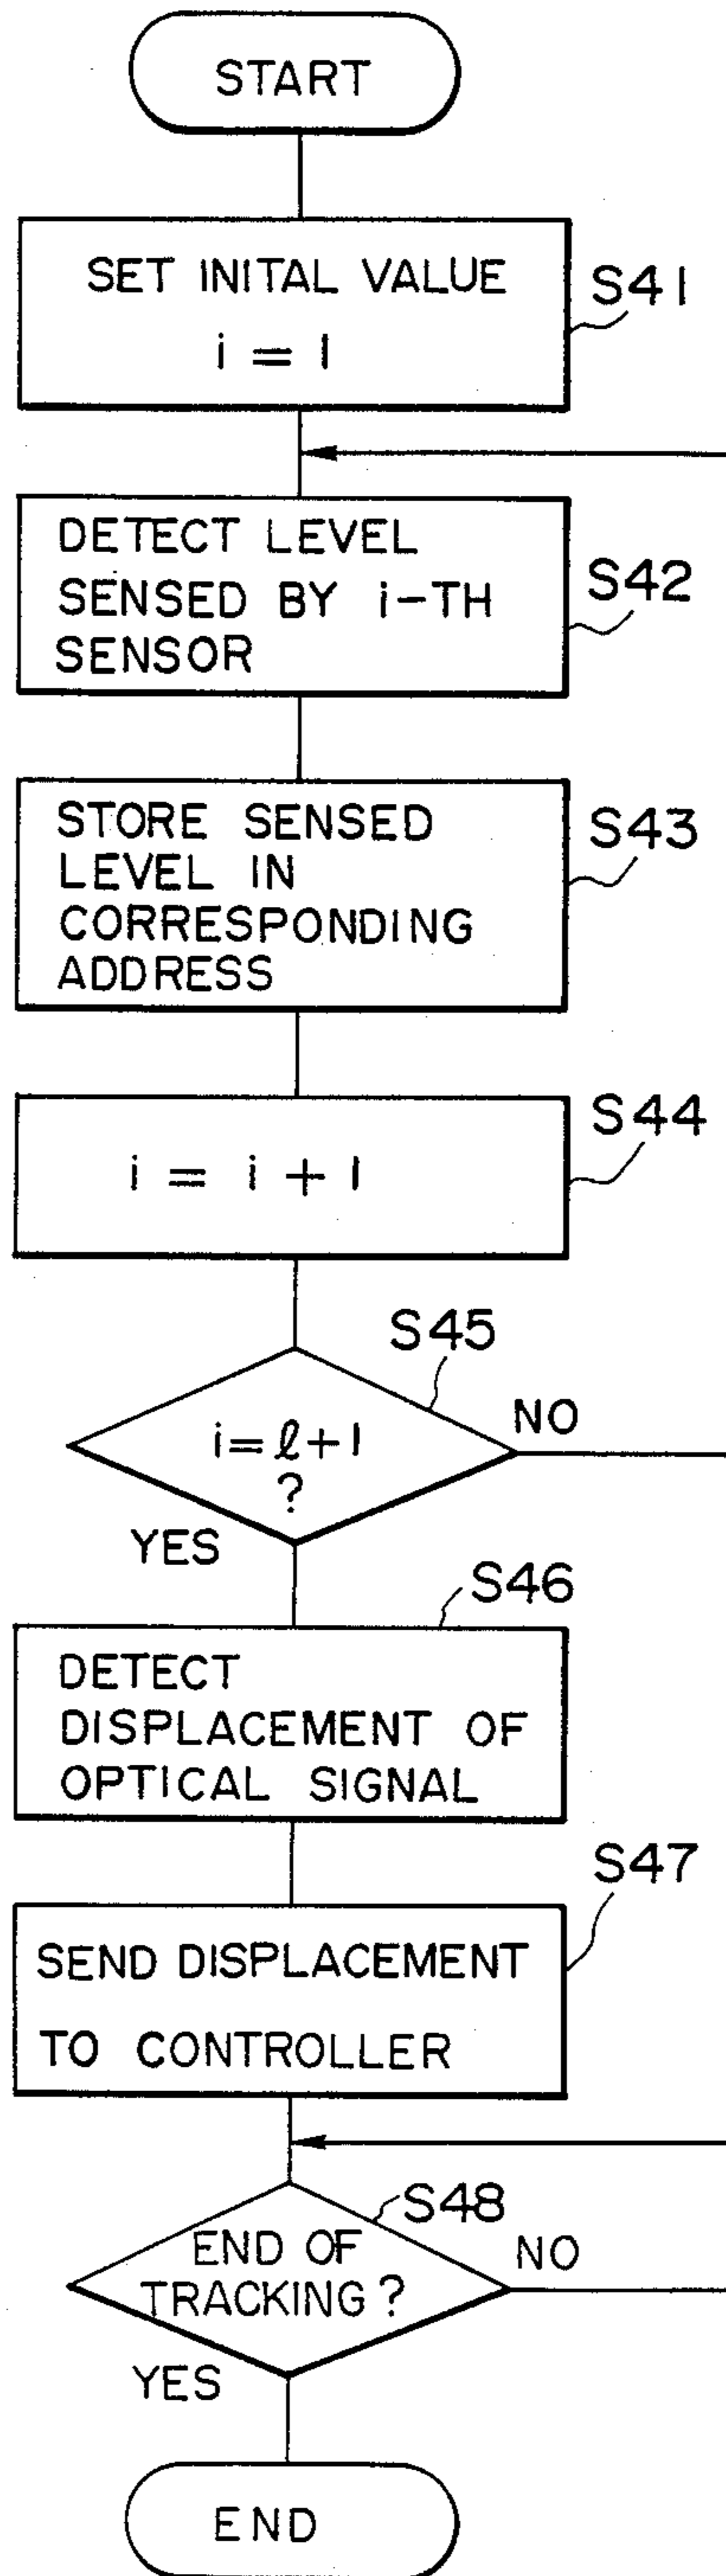 START
SET INITAL VALUE
i = 1
S41
DETECT LEVEL
SENSED BY i-TH
SENSOR
S42
STORE SENSED
LEVEL IN
CORRESPONDING
ADDRESS
S43
i = i + 1
S44
S45
i=ℓ+1
?
NO
YES
S46
DETECT
DISPLACEMENT OF
OPTICAL SIGNAL
S47
SEND DISPLACEMENT
TO CONTROLLER
S48
END OF
TRACKING?
NO
YES
END